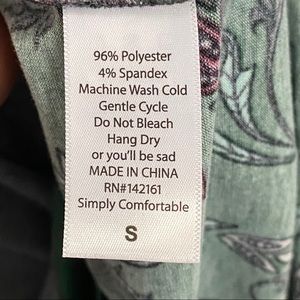 96% Polyester
4% Spandex
Machine Wash Cold
Gentle Cycle
Do Not Bleach
Hang Dry
or you'll be sad
MADE IN CHINA
RN#142161
Simply Comfortable
S